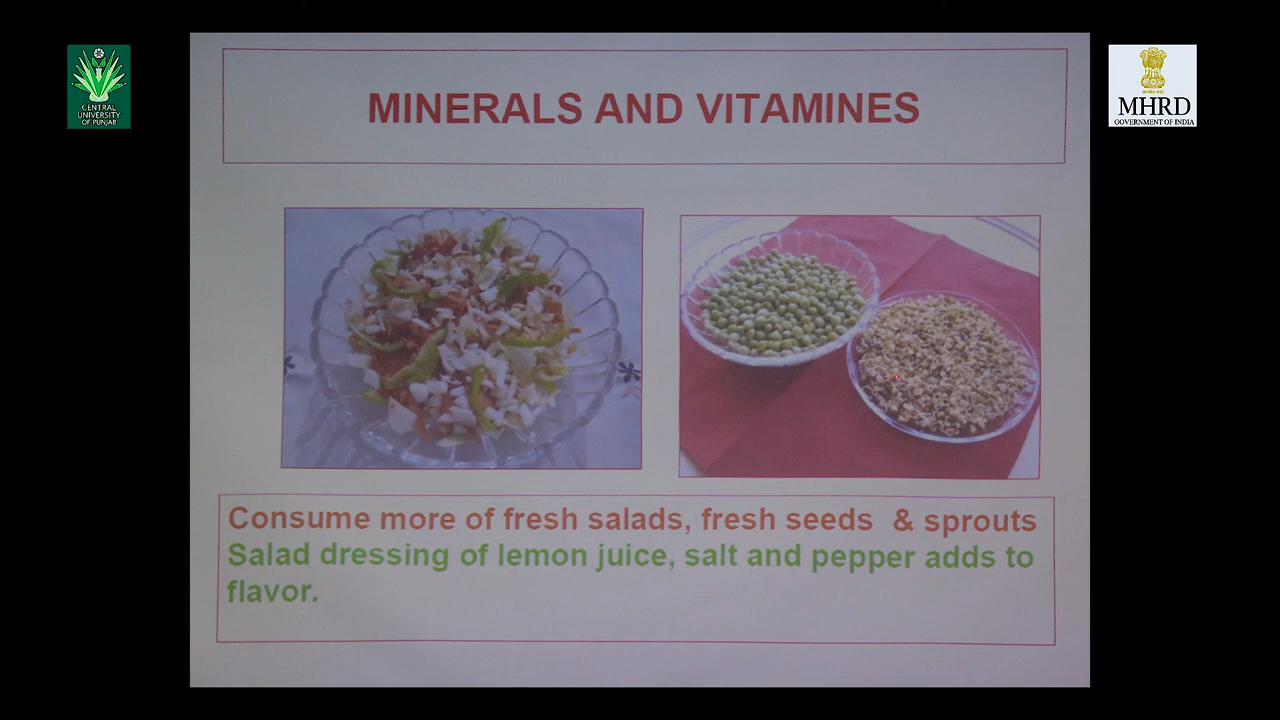 CENTRAL
UNIVERSITY
OF PUNJAB
MHRD
GOVERNMENT OF INDIA
MINERALS AND VITAMINES
Consume more of fresh salads, fresh seeds & sprouts
Salad dressing of lemon juice, salt and pepper adds to
flavor.